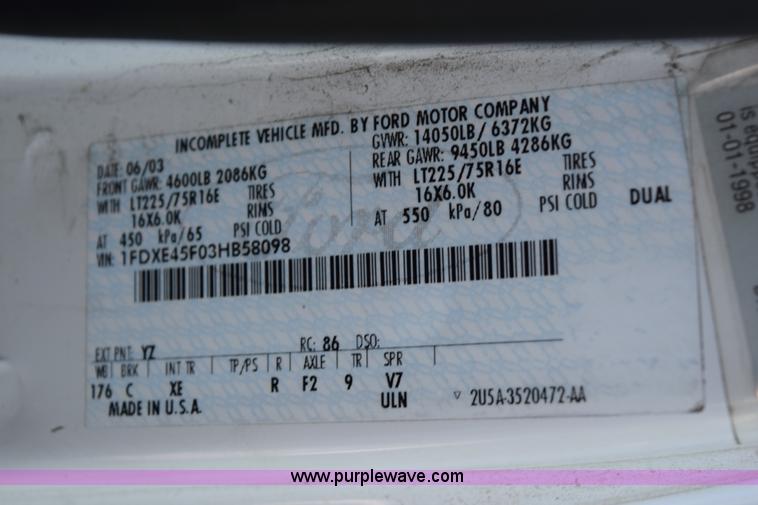 INCOMPLETE VEHICLE MFD. BY FORD MOTOR COMPANY
DATE: 06/03
GVWR: 14050LB/ 6372KG
FRONT GAWR: 4600LB 2086KG
REAR GAWR: 9450LB 4286KG
WITH LT225/75R16E TIRES
WITH LT225/75R16E TIRES
16X6.0K RIMS
16X6.0K RIMS DUAL
AT 450 kPa/65 PSI COLD
AT 550 kPa/80 PSI COLD
VIN: 1FDXE45F03HB58098
Ford
EXT PNT: YZ RC: 86 DSO:
WB BRK INT TR TP/PS R AXLE TR SPR
176 C XE R F2 9 V7
MADE IN U.S.A. ULN ▽ 2U5A-3520472-AA
is equipp
01-01-1998
www.purplewave.com